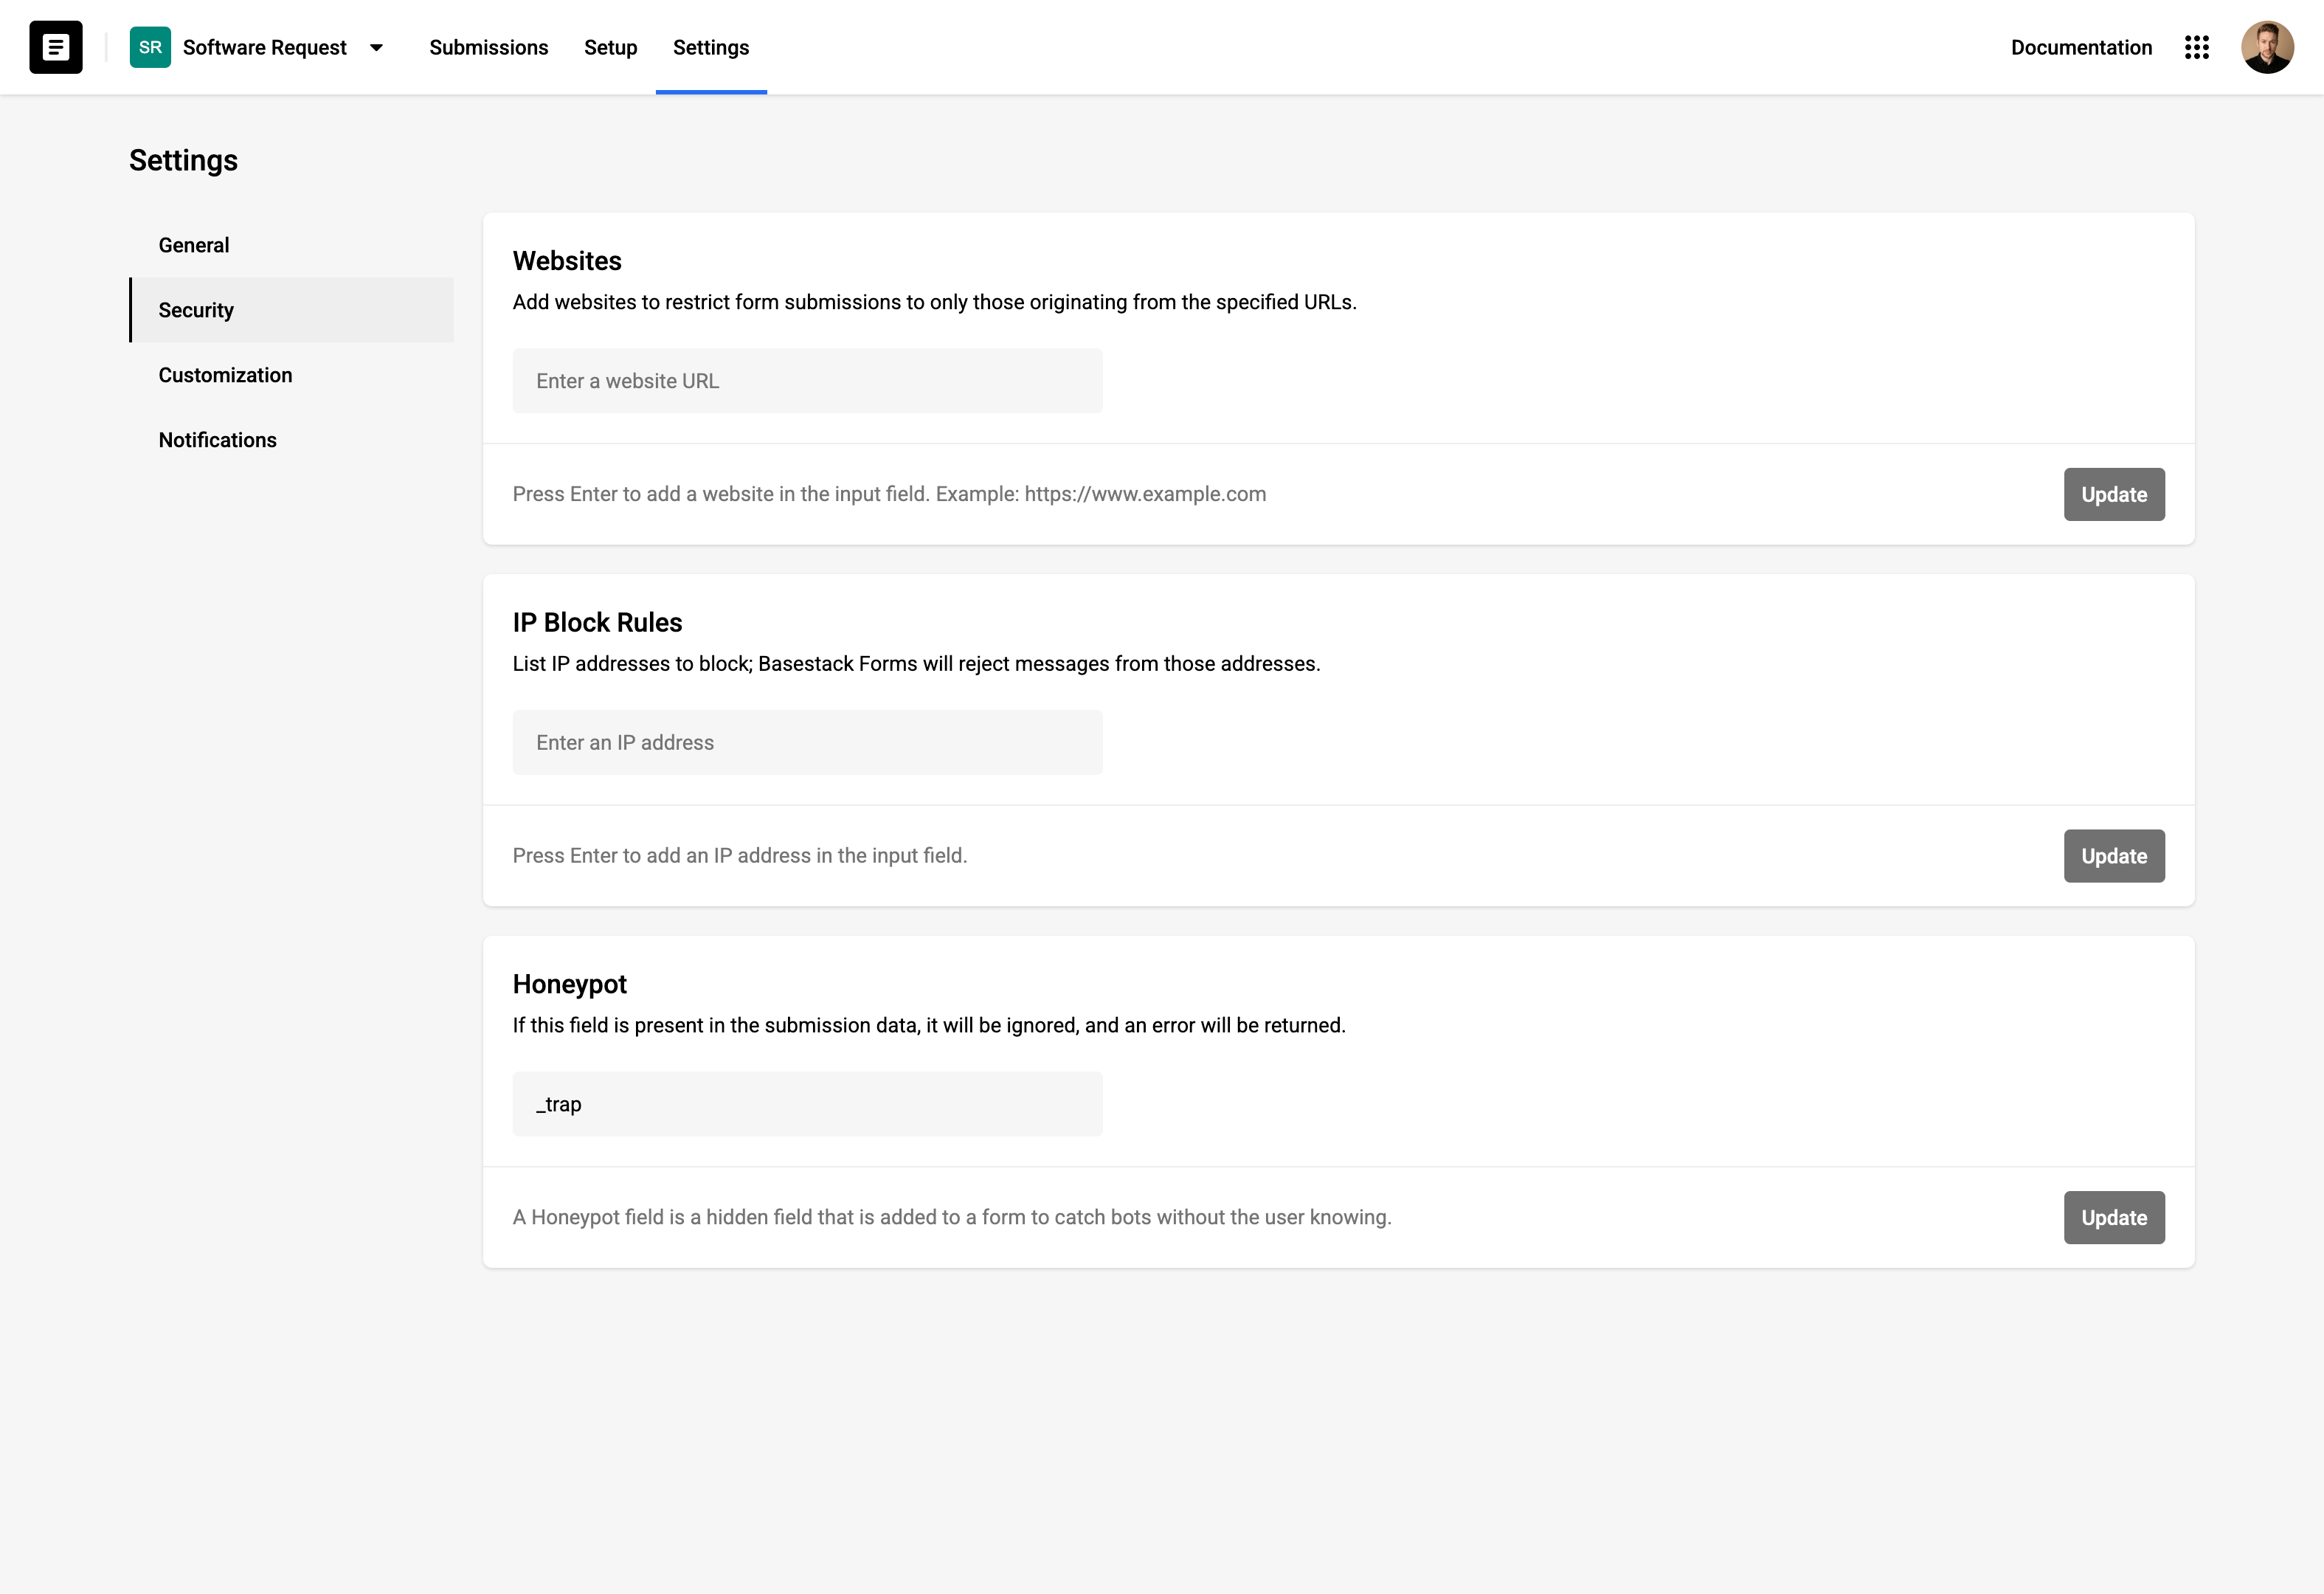 SR Software Request Submissions Setup Settings Documentation
Settings
General
Security
Customization
Notifications
Websites
Add websites to restrict form submissions to only those originating from the specified URLs.
Enter a website URL
Press Enter to add a website in the input field. Example: https://www.example.com
Update
IP Block Rules
List IP addresses to block; Basestack Forms will reject messages from those addresses.
Enter an IP address
Press Enter to add an IP address in the input field.
Update
Honeypot
If this field is present in the submission data, it will be ignored, and an error will be returned.
_trap
A Honeypot field is a hidden field that is added to a form to catch bots without the user knowing.
Update